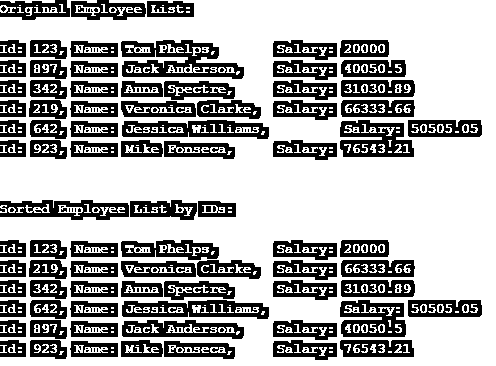 Original Employee List:
Id: 123, Name: Tom Phelps, Salary: 20000
Id: 897, Name: Jack Anderson, Salary: 40050.5
Id: 342, Name: Anna Spectre, Salary: 31030.89
Id: 219, Name: Veronica Clarke, Salary: 66333.66
Id: 642, Name: Jessica Williams, Salary: 50505.05
Id: 923, Name: Mike Fonseca, Salary: 76543.21
Sorted Employee List by IDs:
Id: 123, Name: Tom Phelps, Salary: 20000
Id: 219, Name: Veronica Clarke, Salary: 66333.66
Id: 342, Name: Anna Spectre, Salary: 31030.89
Id: 642, Name: Jessica Williams, Salary: 50505.05
Id: 897, Name: Jack Anderson, Salary: 40050.5
Id: 923, Name: Mike Fonseca, Salary: 76543.21